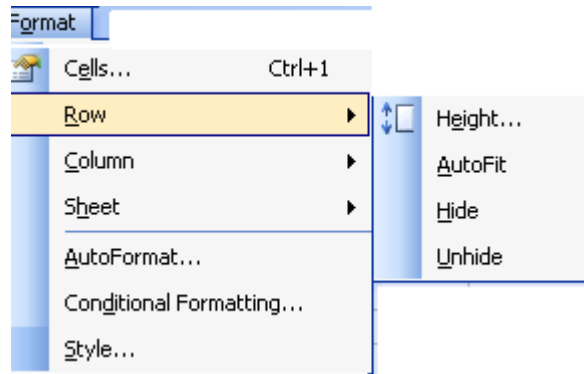 Format
Cells... Ctrl+1
Row
Column
Sheet
AutoFormat...
Conditional Formatting...
Style...
Height...
AutoFit
Hide
Unhide